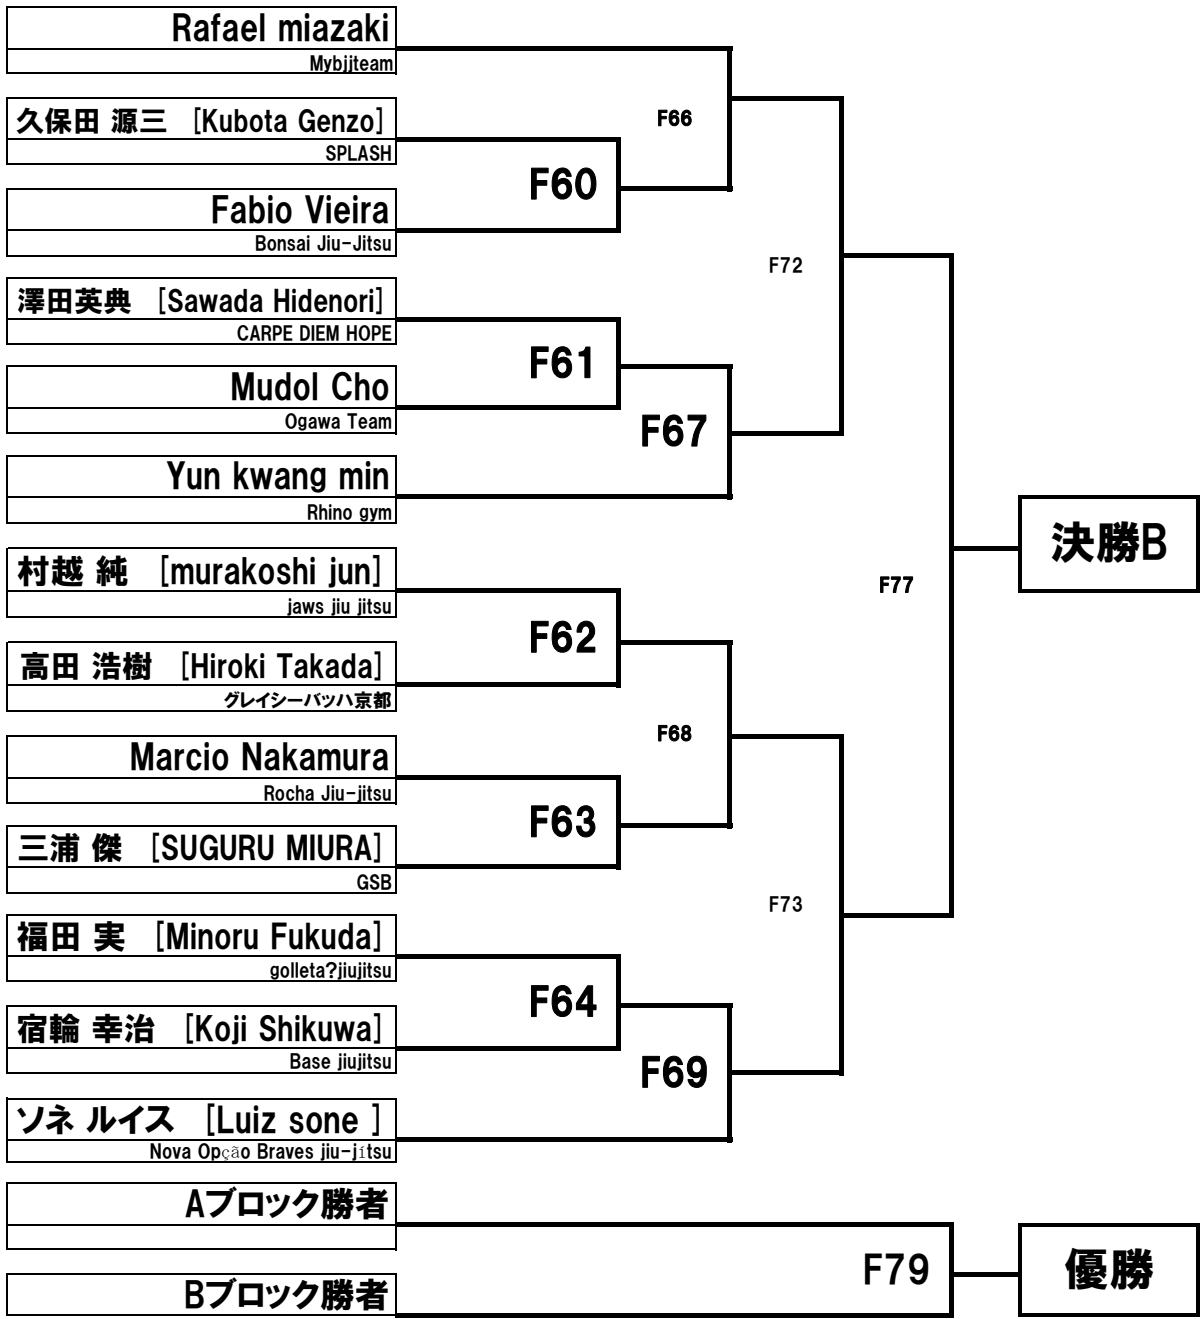 Rafael miazaki
Mybjjteam
F66
久保田 源三 [Kubota Genzo]
SPLASH
F60
Fabio Vieira
Bonsai Jiu-Jitsu
F72
澤田英典 [Sawada Hidenori]
CARPE DIEM HOPE
F61
Mudol Cho
Ogawa Team
F67
Yun kwang min
Rhino gym
決勝B
村越 純 [murakoshi jun]
jaws jiu jitsu
F77
F62
高田 浩樹 [Hiroki Takada]
グレイシーバッハ京都
F68
Marcio Nakamura
Rocha Jiu-jitsu
F63
三浦 傑 [SUGURU MIURA]
GSB
F73
福田 実 [Minoru Fukuda]
golleta?jiujitsu
F64
宿輪 幸治 [Koji Shikuwa]
Base jiujitsu
F69
ソネ ルイス [Luiz sone ]
Nova Opção Braves jiu-jítsu
Aブロック勝者
F79
優勝
Bブロック勝者